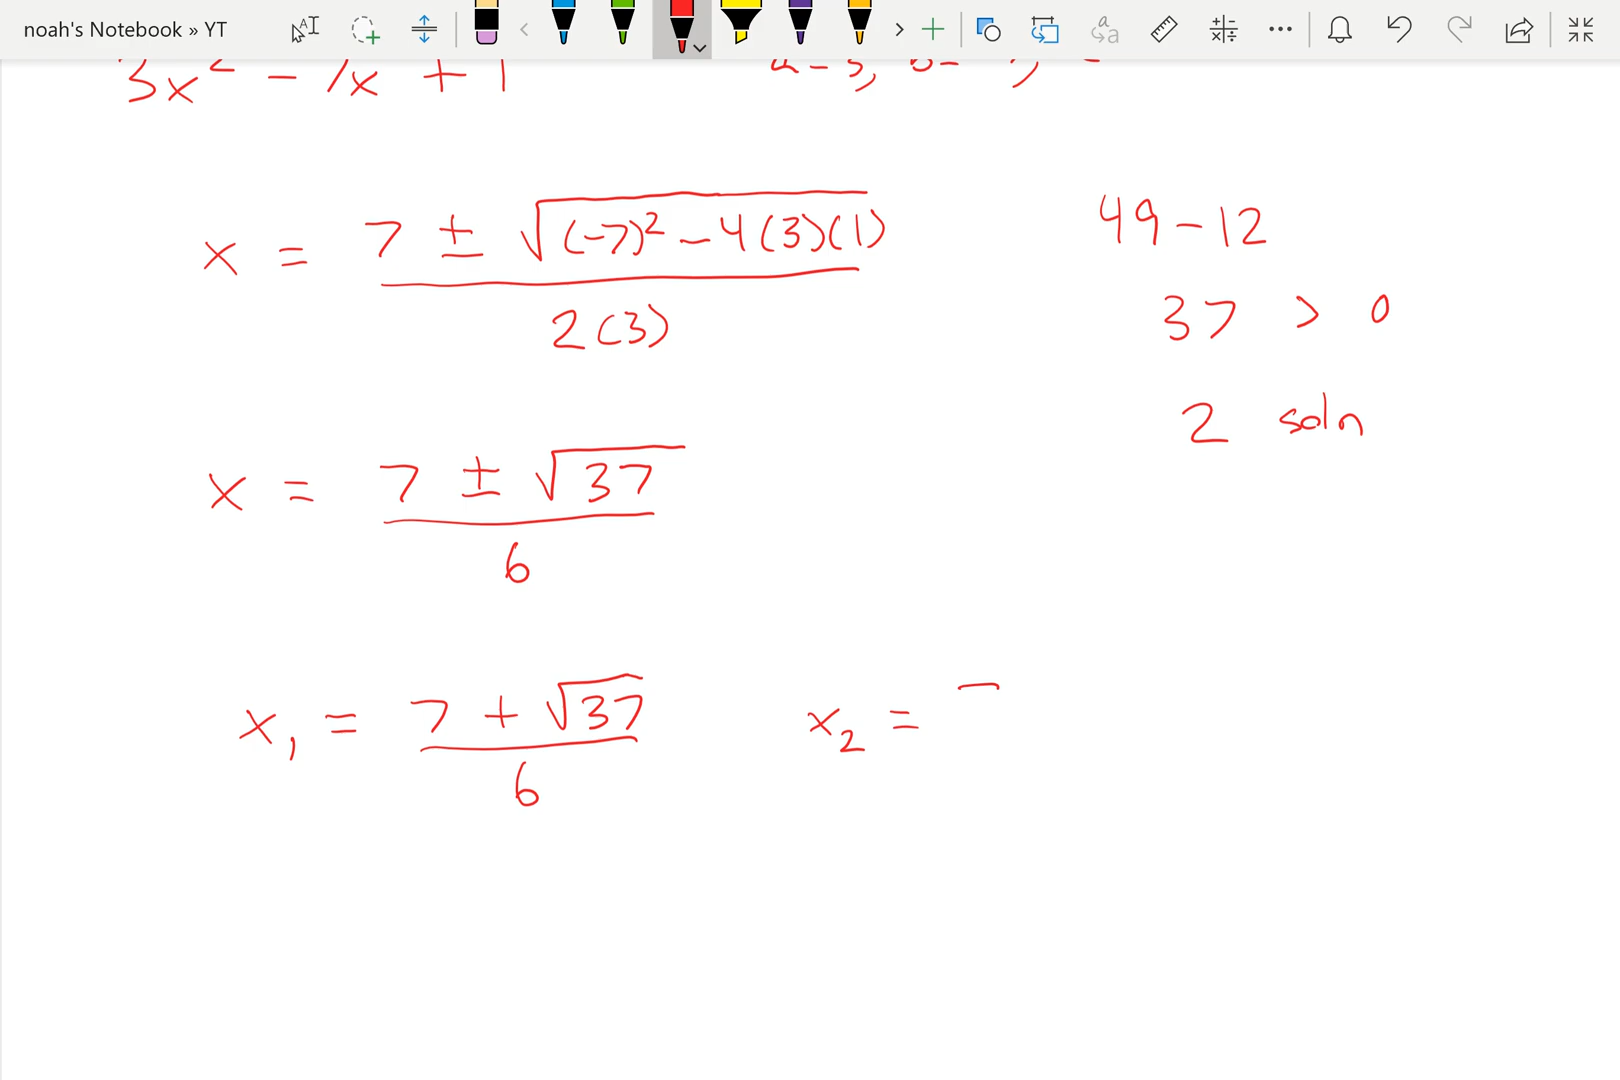 noah's Notebook » YT
3x² - 7x + 1
x = 7 ± √(-7)² - 4(3)(1)
2(3)
49 - 12
37 > 0
2 soln
x = 7 ± √37
6
x₁ = 7 + √37
6
x₂ =